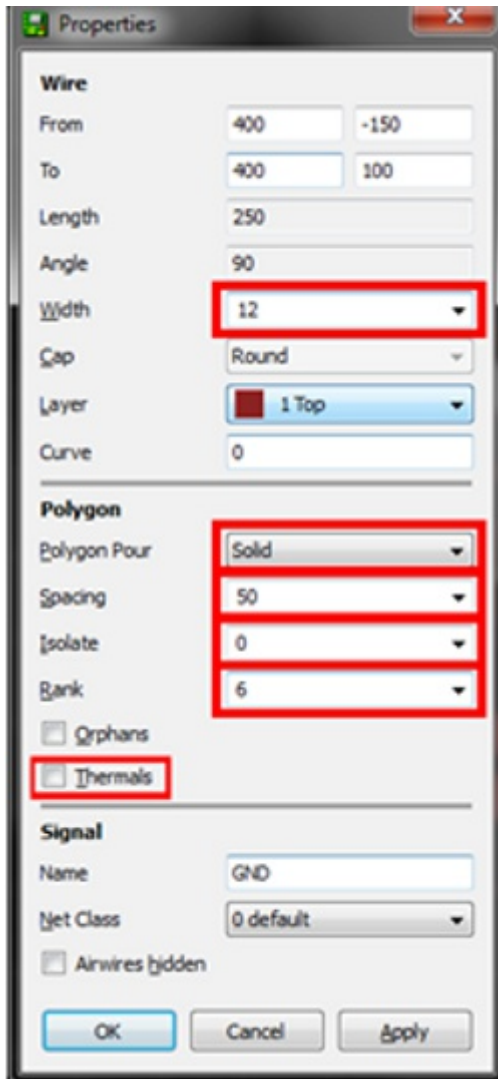 Properties
Wire
From 400 -150
To 400 100
Length 250
Angle 90
Width 12
Cap Round
Layer 1 Top
Curve 0
Polygon
Polygon Pour Solid
Spacing 50
Isolate 0
Rank 6
Orphans
Thermals
Signal
Name GND
Net Class 0 default
Airwires hidden
OK Cancel Apply